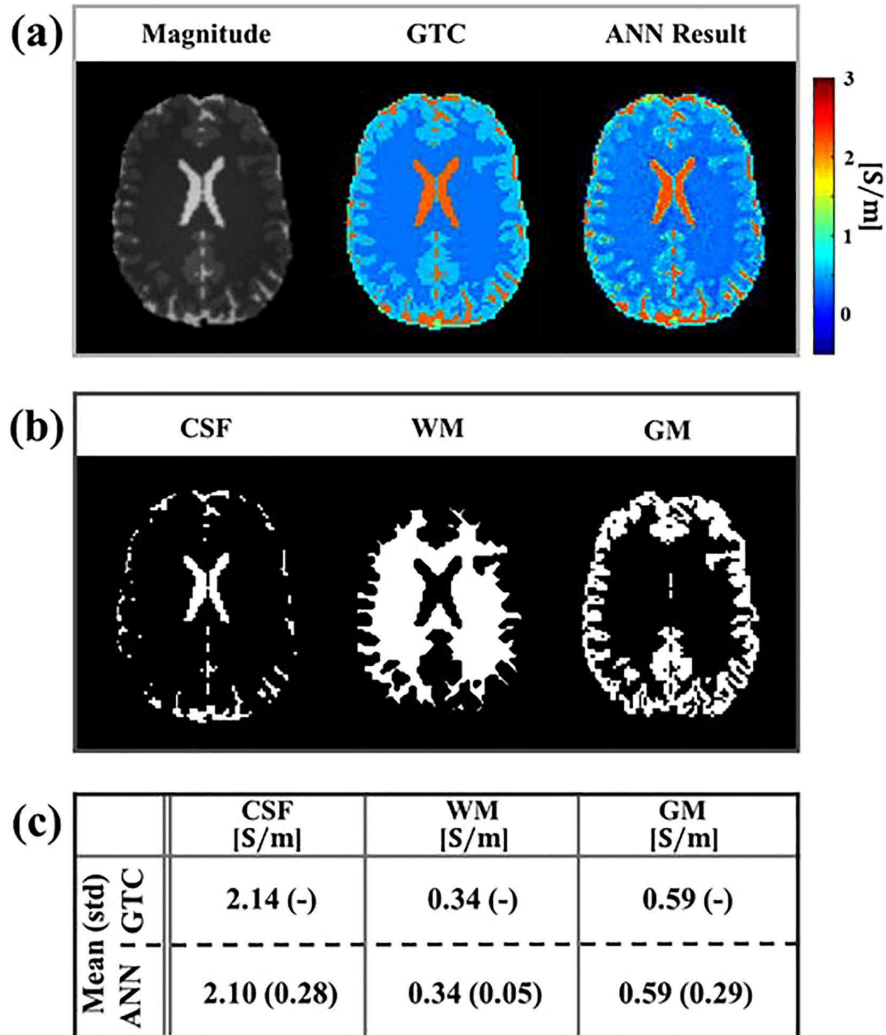 (a)
Magnitude GTC ANN Result
3
2
1
0
[S/m]
(b)
CSF WM GM
(c)
CSF WM GM
[S/m] [S/m] [S/m]
Mean (std)
GTC 2.14 (-) 0.34 (-) 0.59 (-)
ANN 2.10 (0.28) 0.34 (0.05) 0.59 (0.29)